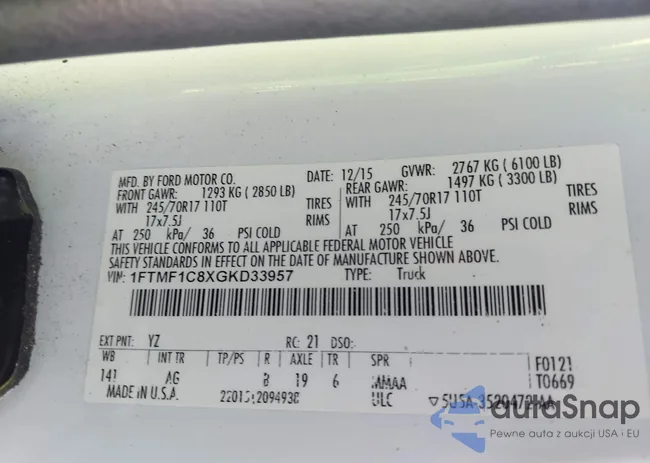 MFD. BY FORD MOTOR CO.
DATE: 12/15 GVWR: 2767 KG ( 6100 LB)
FRONT GAWR: 1293 KG ( 2850 LB) REAR GAWR: 1497 KG ( 3300 LB)
WITH 245/70R17 110T TIRES WITH 245/70R17 110T TIRES
17x7.5J RIMS 17x7.5J RIMS
AT 250 kPa/ 36 PSI COLD AT 250 kPa/ 36 PSI COLD
THIS VEHICLE CONFORMS TO ALL APPLICABLE FEDERAL MOTOR VEHICLE
SAFETY STANDARDS IN EFFECT ON THE DATE OF MANUFACTURE SHOWN ABOVE.
VIN: 1FTMF1C8XGKD33957 TYPE: Truck
EXT PNT: YZ RC: 21 DSO:
WB INT TR TP/PS R AXLE TR SPR F0121
141 AG 8 19 6 MMAA T0669
MADE IN U.S.A. ULC
autoSnap
Pewne auta z aukcji USA i EU